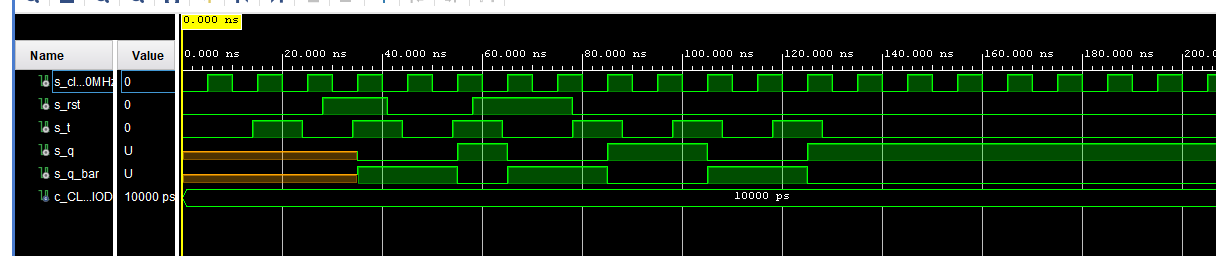 0.000 ns
Name Value 0.000 ns 20.000 ns 40.000 ns 60.000 ns 80.000 ns 100.000 ns 120.000 ns 140.000 ns 160.000 ns 180.000 ns 200.0
s_cl...0MHz 0
s_rst 0
s_t 0
s_q U
s_q_bar U
c_CL...IOD 10000 ps 10000 ps